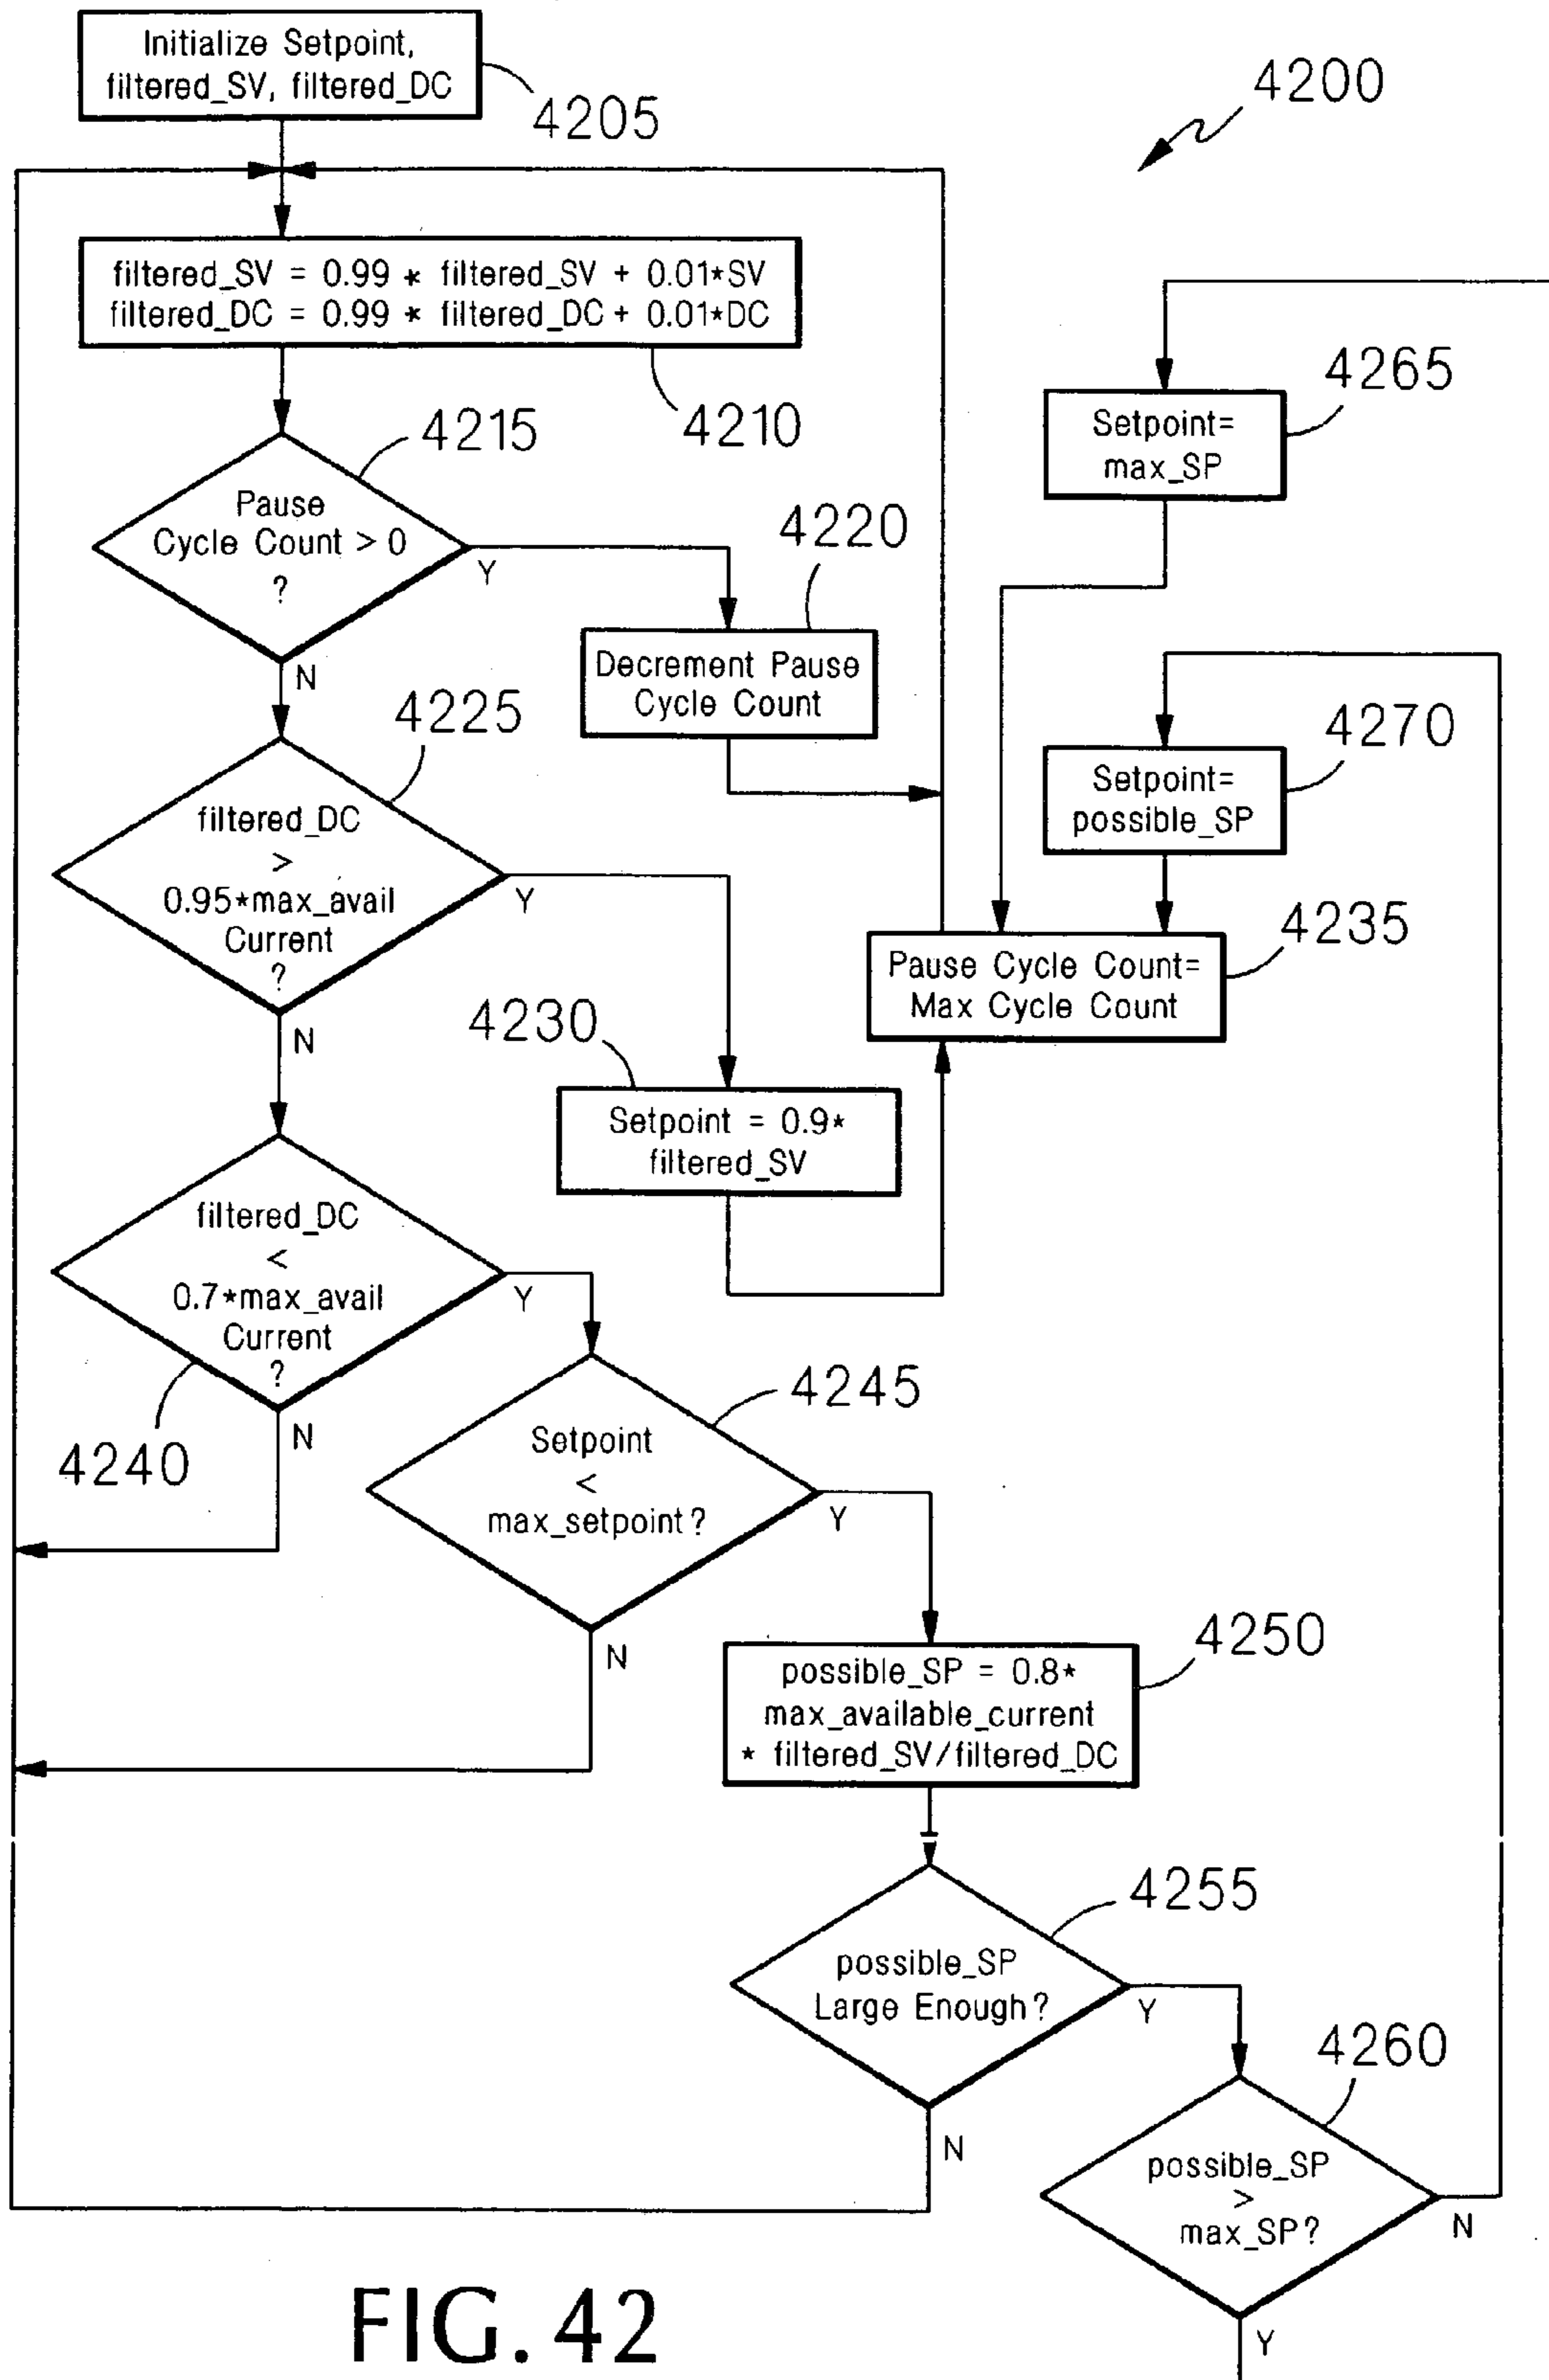 Initialize Setpoint,
filtered_SV, filtered_DC
4205
4200
filtered_SV = 0.99 * filtered_SV + 0.01*SV
filtered_DC = 0.99 * filtered_DC + 0.01*DC
4210
4215
Pause
Cycle Count > 0
?
Y
N
4220
Decrement Pause
Cycle Count
4265
Setpoint=
max_SP
4270
Setpoint=
possible_SP
4225
filtered_DC
>
0.95*max_avail
Current
?
Y
N
4235
Pause Cycle Count=
Max Cycle Count
4230
Setpoint = 0.9*
filtered_SV
filtered_DC
<
0.7*max_avail
Current
?
Y
N
4240
4245
Setpoint
<
max_setpoint?
Y
N
4250
possible_SP = 0.8*
max_available_current
* filtered_SV/filtered_DC
4255
possible_SP
Large Enough?
Y
N
4260
possible_SP
>
max_SP?
N
Y
FIG. 42